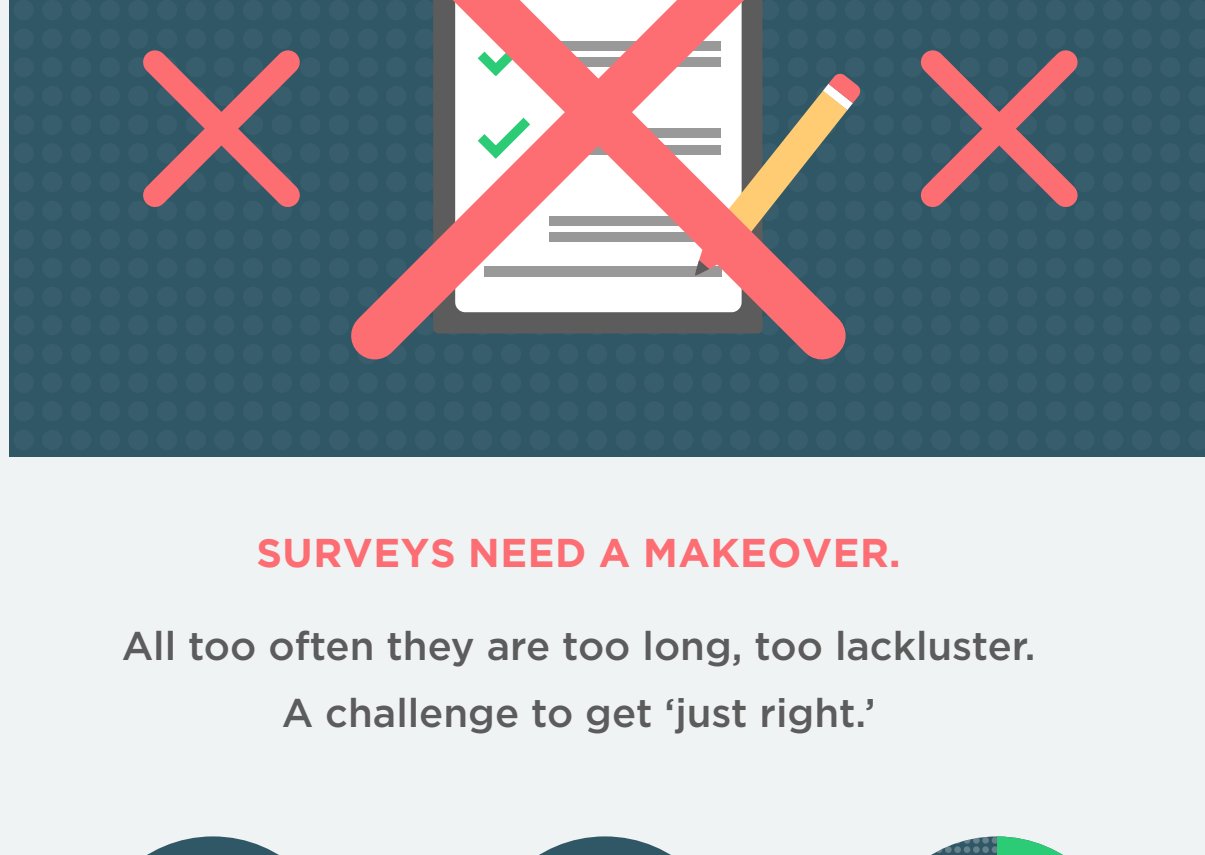 SURVEYS NEED A MAKEOVER.
All too often they are too long, too lackluster.
A challenge to get ‘just right.’